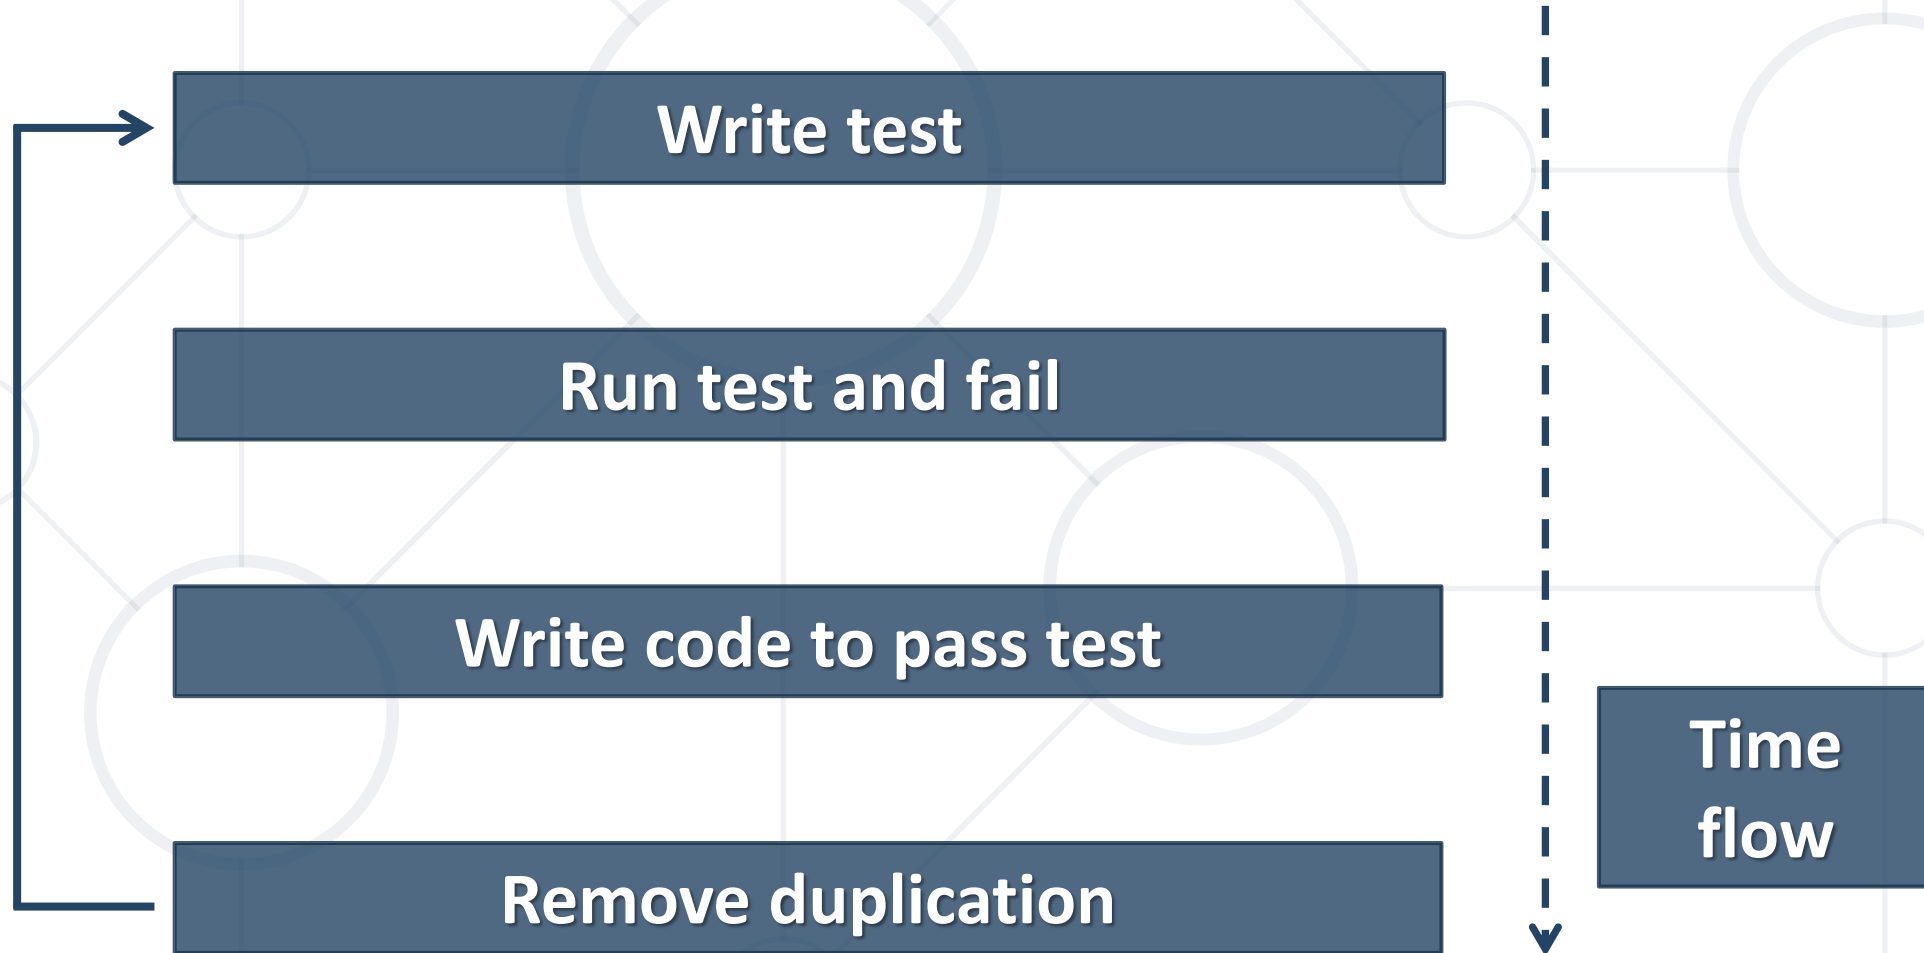 Write test
Run test and fail
Write code to pass test
Time
flow
Remove duplication